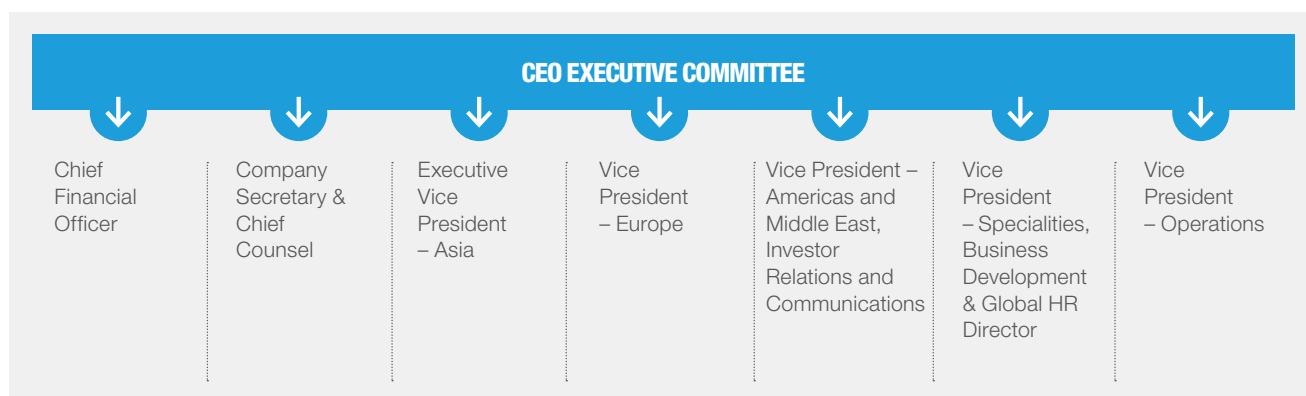 CEO EXECUTIVE COMMITTEE
Chief
Financial
Officer
Company
Secretary &
Chief
Counsel
Executive
Vice
President
– Asia
Vice
President
– Europe
Vice President –
Americas and
Middle East,
Investor
Relations and
Communications
Vice
President
– Specialities,
Business
Development
& Global HR
Director
Vice
President
– Operations